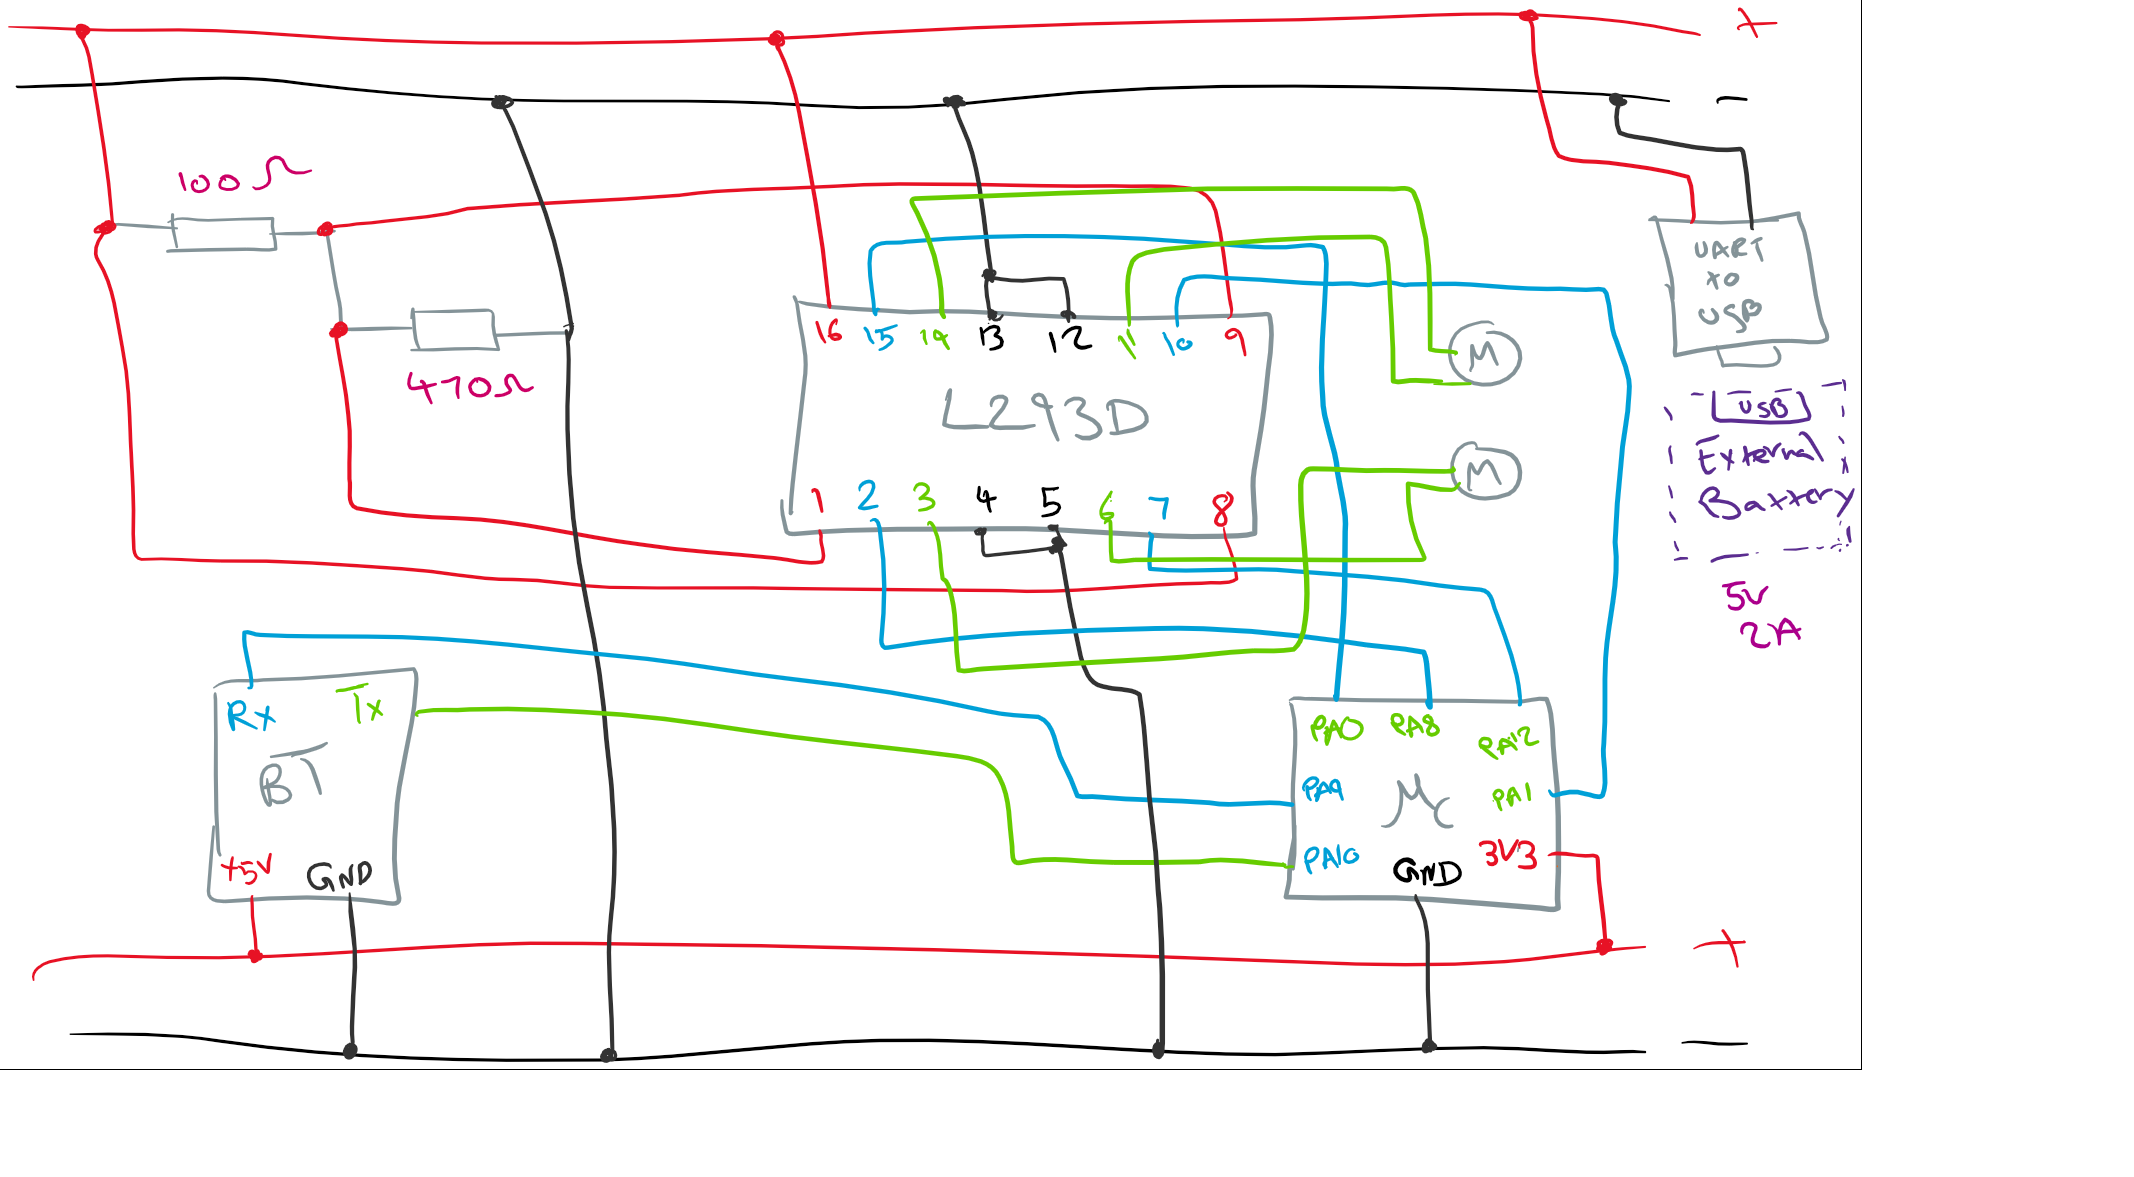 +
-
100Ω
UART
to
USB
16 15 14 13 12 11 10 9
M
470Ω
L293D
USB
External
Battery
M
1 2 3 4 5 6 7 8
5V
2A
Rx Tx
PA0 PA8 PA12
BT
PA9 Mc PA1
+5V GND
PA10 GND 3V3
+
-